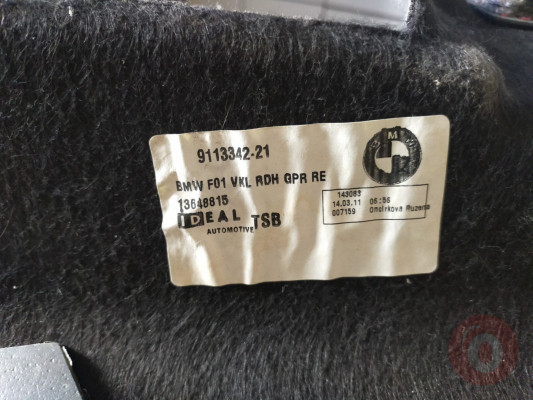 9113342-21
BMW F01 VKL RDH GPR RE
13648815
IDEAL TSB
AUTOMOTIVE
143083
14.03.11 06:56
007159